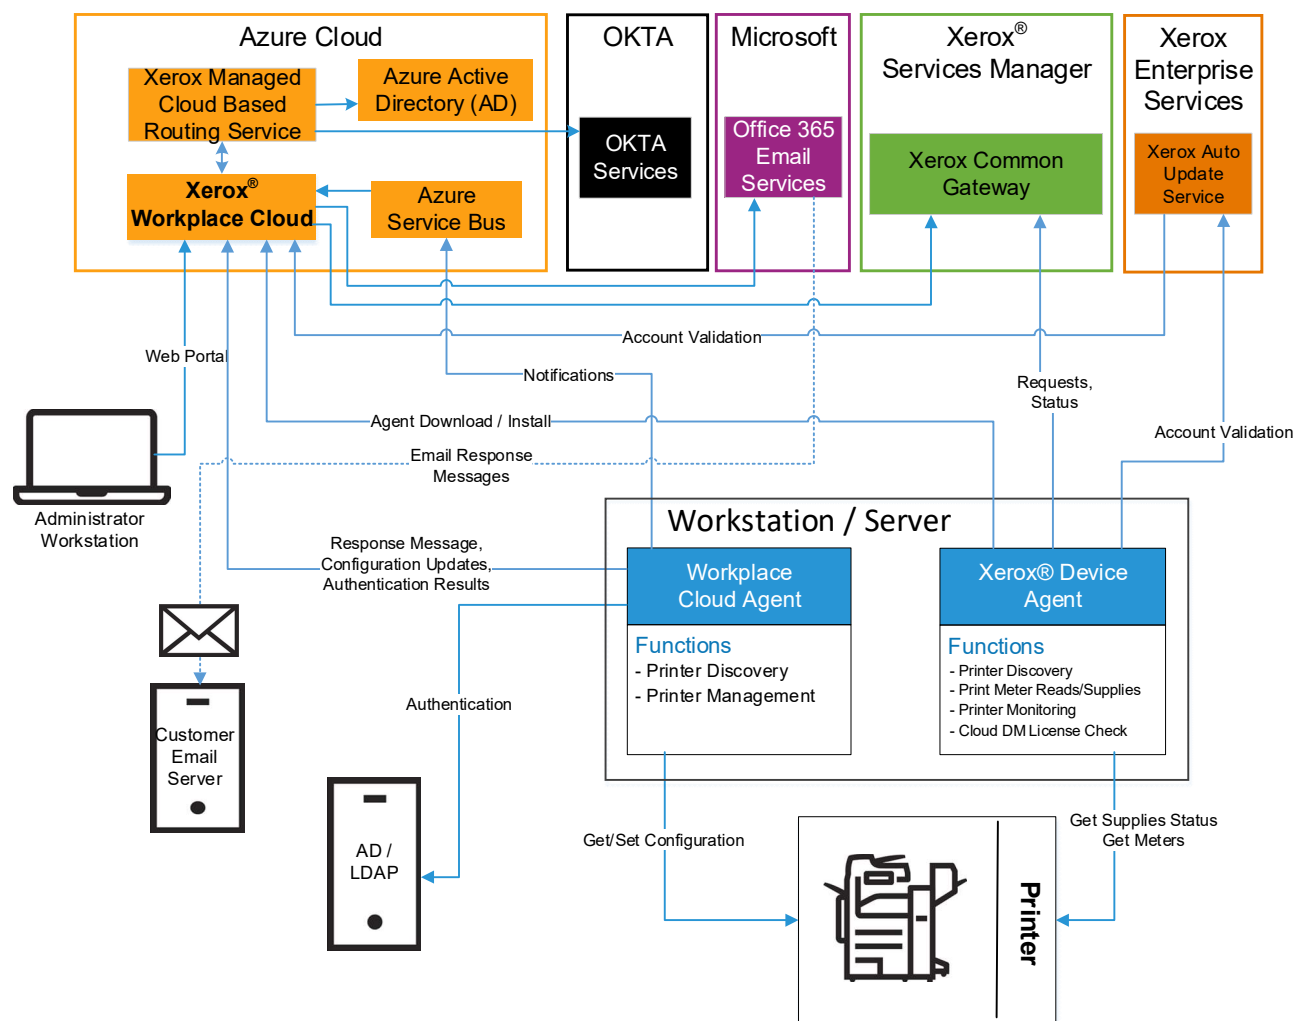 Azure Cloud
OKTA
Microsoft
Xerox®
Services Manager
Xerox
Enterprise
Services
Xerox Managed
Cloud Based
Routing Service
Azure Active
Directory (AD)
OKTA
Services
Office 365
Email
Services
Xerox Common
Gateway
Xerox Auto
Update
Service
Xerox®
Workplace Cloud
Azure
Service Bus
Account Validation
Web Portal
Notifications
Requests,
Status
Agent Download / Install
Account Validation
Email Response
Messages
Administrator
Workstation
Workstation / Server
Response Message,
Configuration Updates,
Authentication Results
Workplace
Cloud Agent
Functions
- Printer Discovery
- Printer Management
Xerox® Device
Agent
Functions
- Printer Discovery
- Print Meter Reads/Supplies
- Printer Monitoring
- Cloud DM License Check
Authentication
Customer
Email
Server
AD /
LDAP
Get/Set Configuration
Get Supplies Status
Get Meters
Printer